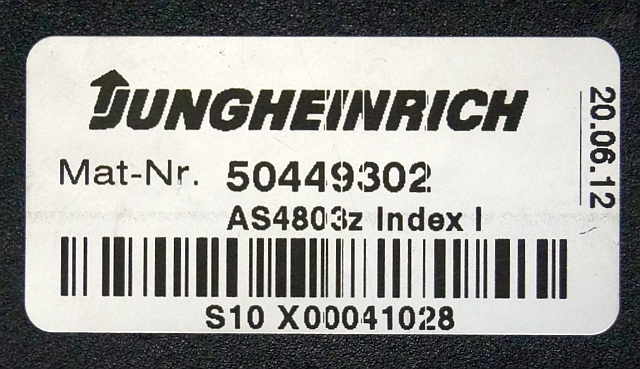 JUNGHEINRICH
Mat-Nr. 50449302
AS4803z Index I
S10 X00041028
20.06.12